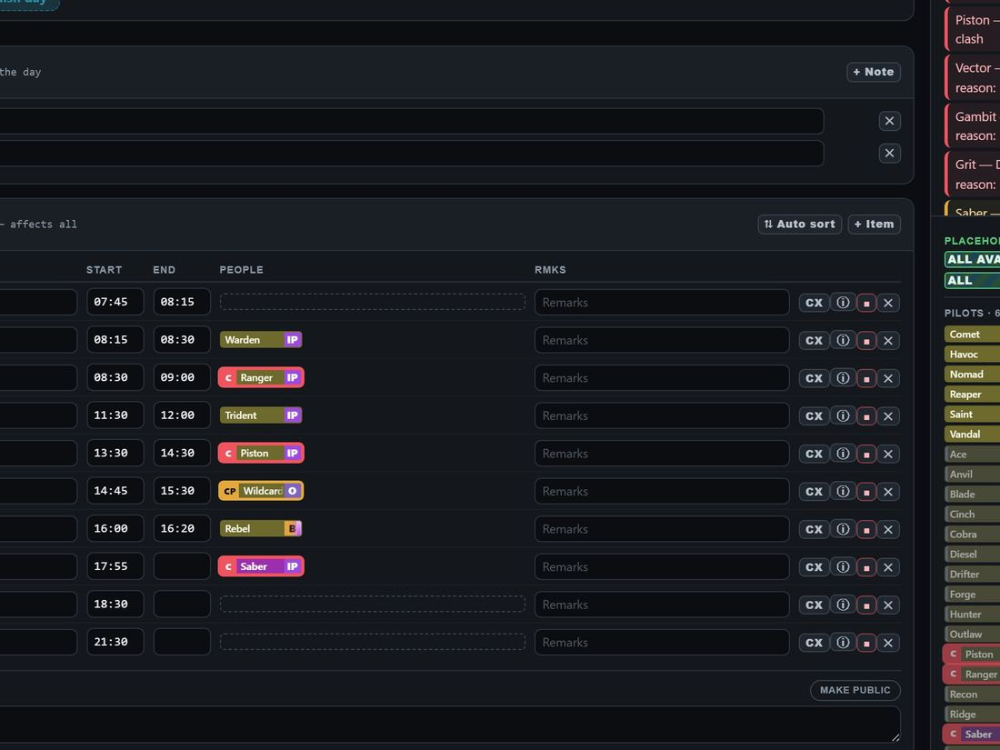 the day
+ Note
— affects all
Auto sort
+ Item
START END PEOPLE RMKS
07:45 08:15 Remarks CX
08:15 08:30 Warden IP Remarks CX
08:30 09:00 C Ranger IP Remarks CX
11:30 12:00 Trident IP Remarks CX
13:30 14:30 C Piston IP Remarks CX
14:45 15:30 CP Wildcard O Remarks CX
16:00 16:20 Rebel B Remarks CX
17:55 C Saber IP Remarks CX
18:30 Remarks CX
21:30 Remarks CX
MAKE PUBLIC
Piston —
clash
Vector —
reason:
Gambit
reason:
Grit — D
reason:
Saber —
PLACEHO
ALL AVA
ALL
PILOTS · 6
Comet
Havoc
Nomad
Reaper
Saint
Vandal
Ace
Anvil
Blade
Cinch
Cobra
Diesel
Drifter
Forge
Hunter
Outlaw
C Piston
C Ranger
Recon
Ridge
C Saber